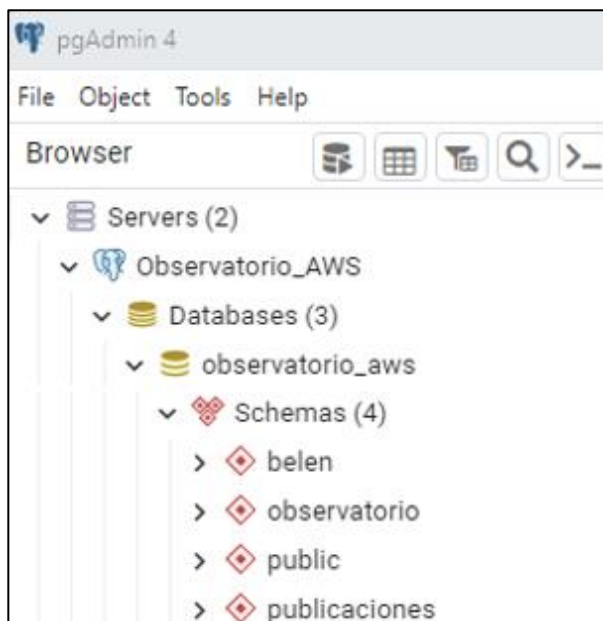 pgAdmin 4
File Object Tools Help
Browser
Servers (2)
Observatorio_AWS
Databases (3)
observatorio_aws
Schemas (4)
belen
observatorio
public
publicaciones